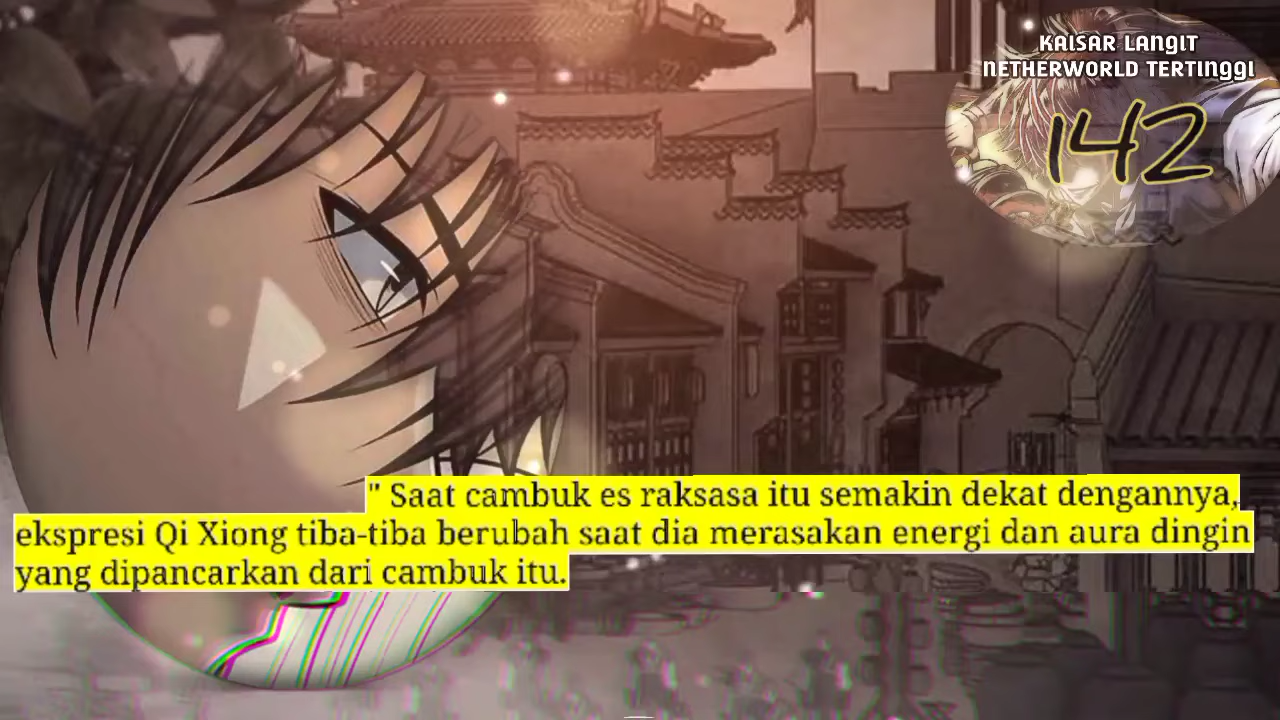 KAISAR LANGIT
NETHERWORLD TERTINGGI
142
" Saat cambuk es raksasa itu semakin dekat dengannya,
ekspresi Qi Xiong tiba-tiba berubah saat dia merasakan energi dan aura dingin
yang dipancarkan dari cambuk itu.